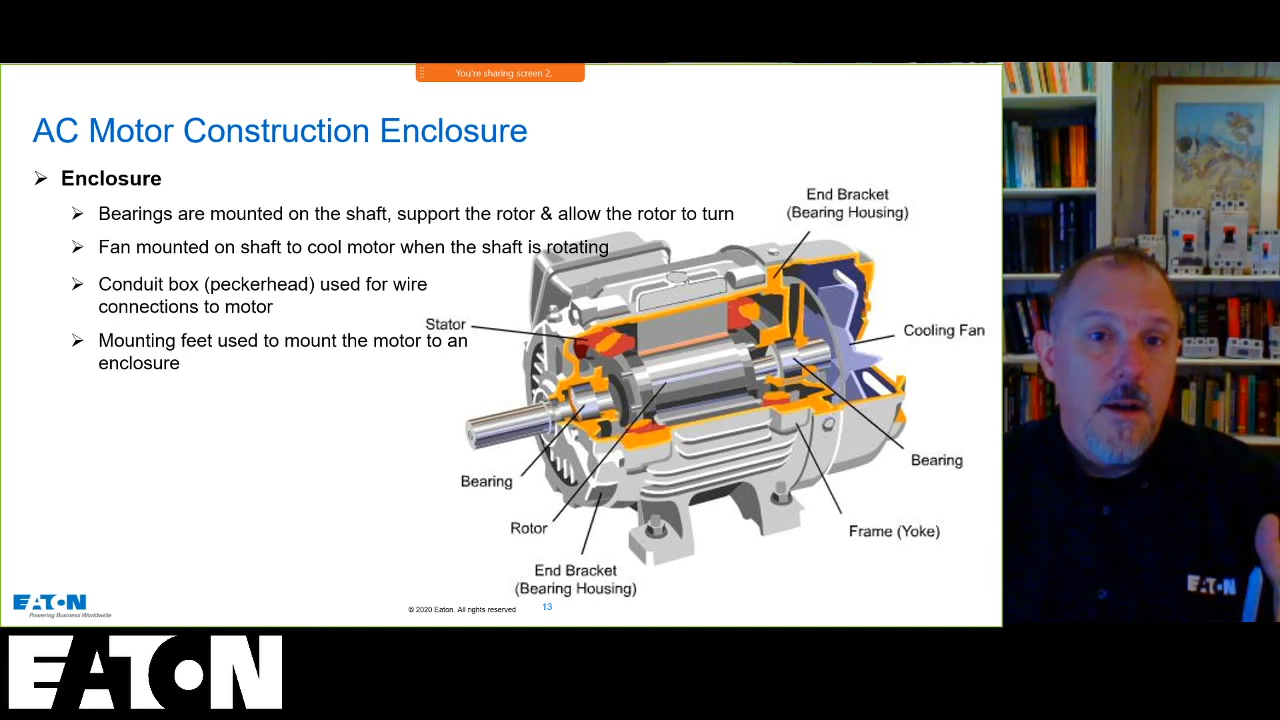 You're sharing screen 2.
AC Motor Construction Enclosure
Enclosure
Bearings are mounted on the shaft, support the rotor & allow the rotor to turn
Fan mounted on shaft to cool motor when the shaft is rotating
Conduit box (peckerhead) used for wire
connections to motor
Mounting feet used to mount the motor to an
enclosure
End Bracket
(Bearing Housing)
Stator
Cooling Fan
Bearing
Bearing
Rotor
Frame (Yoke)
End Bracket
(Bearing Housing)
EATON
Powering Business Worldwide
© 2020 Eaton. All rights reserved
13
EATON
EATON